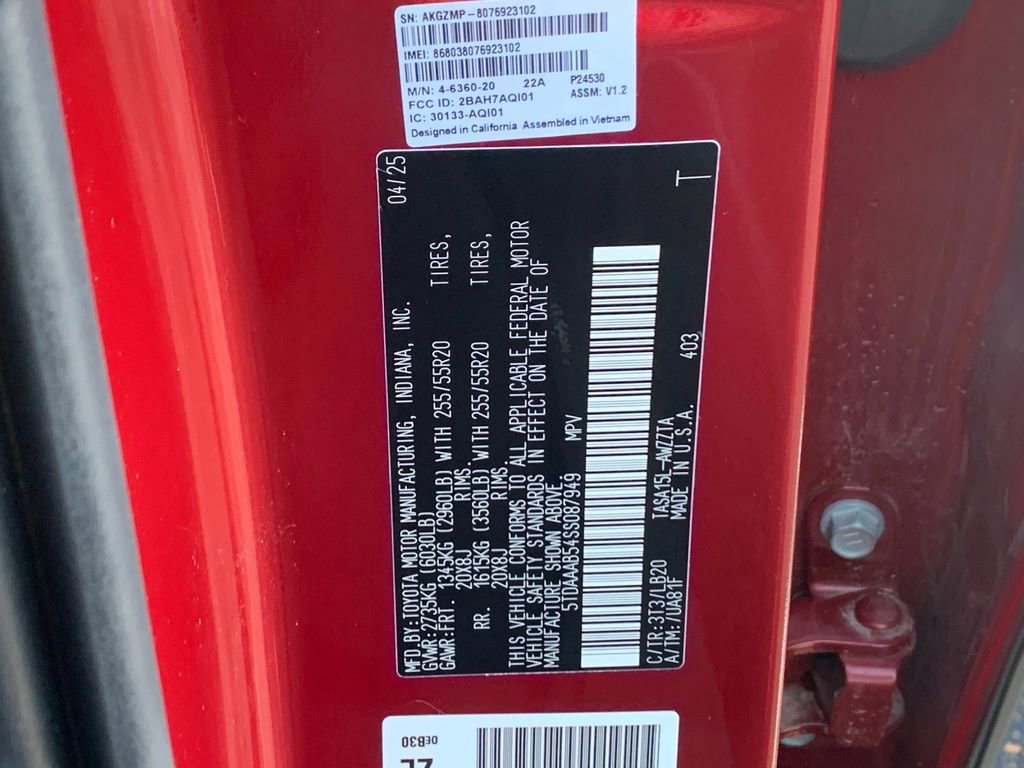 SN: AKGZMP-8076923102
IMEI: 868038076923102
M/N: 4-6360-20 22A P24530
FCC ID: 2BAH7AQI01 ASSM: V1.2
IC: 30133-AQI01
Designed in California Assembled in Vietnam
04/25
MFD.BY:TOYOTA MOTOR MANUFACTURING, INDIANA, INC.
GVWR:2735KG (6030LB)
GAWR:FRT. 1345KG (2960LB) WITH 255/55R20 TIRES,
20X8J RIMS.
RR. 1615KG (3560LB) WITH 255/55R20 TIRES,
20X8J RIMS.
THIS VEHICLE CONFORMS TO ALL APPLICABLE FEDERAL MOTOR
VEHICLE SAFETY STANDARDS IN EFFECT ON THE DATE OF
MANUFACTURE SHOWN ABOVE.
5TDAAAB54SS087949 MPV
T
C/TR:3T3/LB20 TASA15L-AWZZTA 403
A/TM:/UA81F MADE IN U.S.A.
0EB30